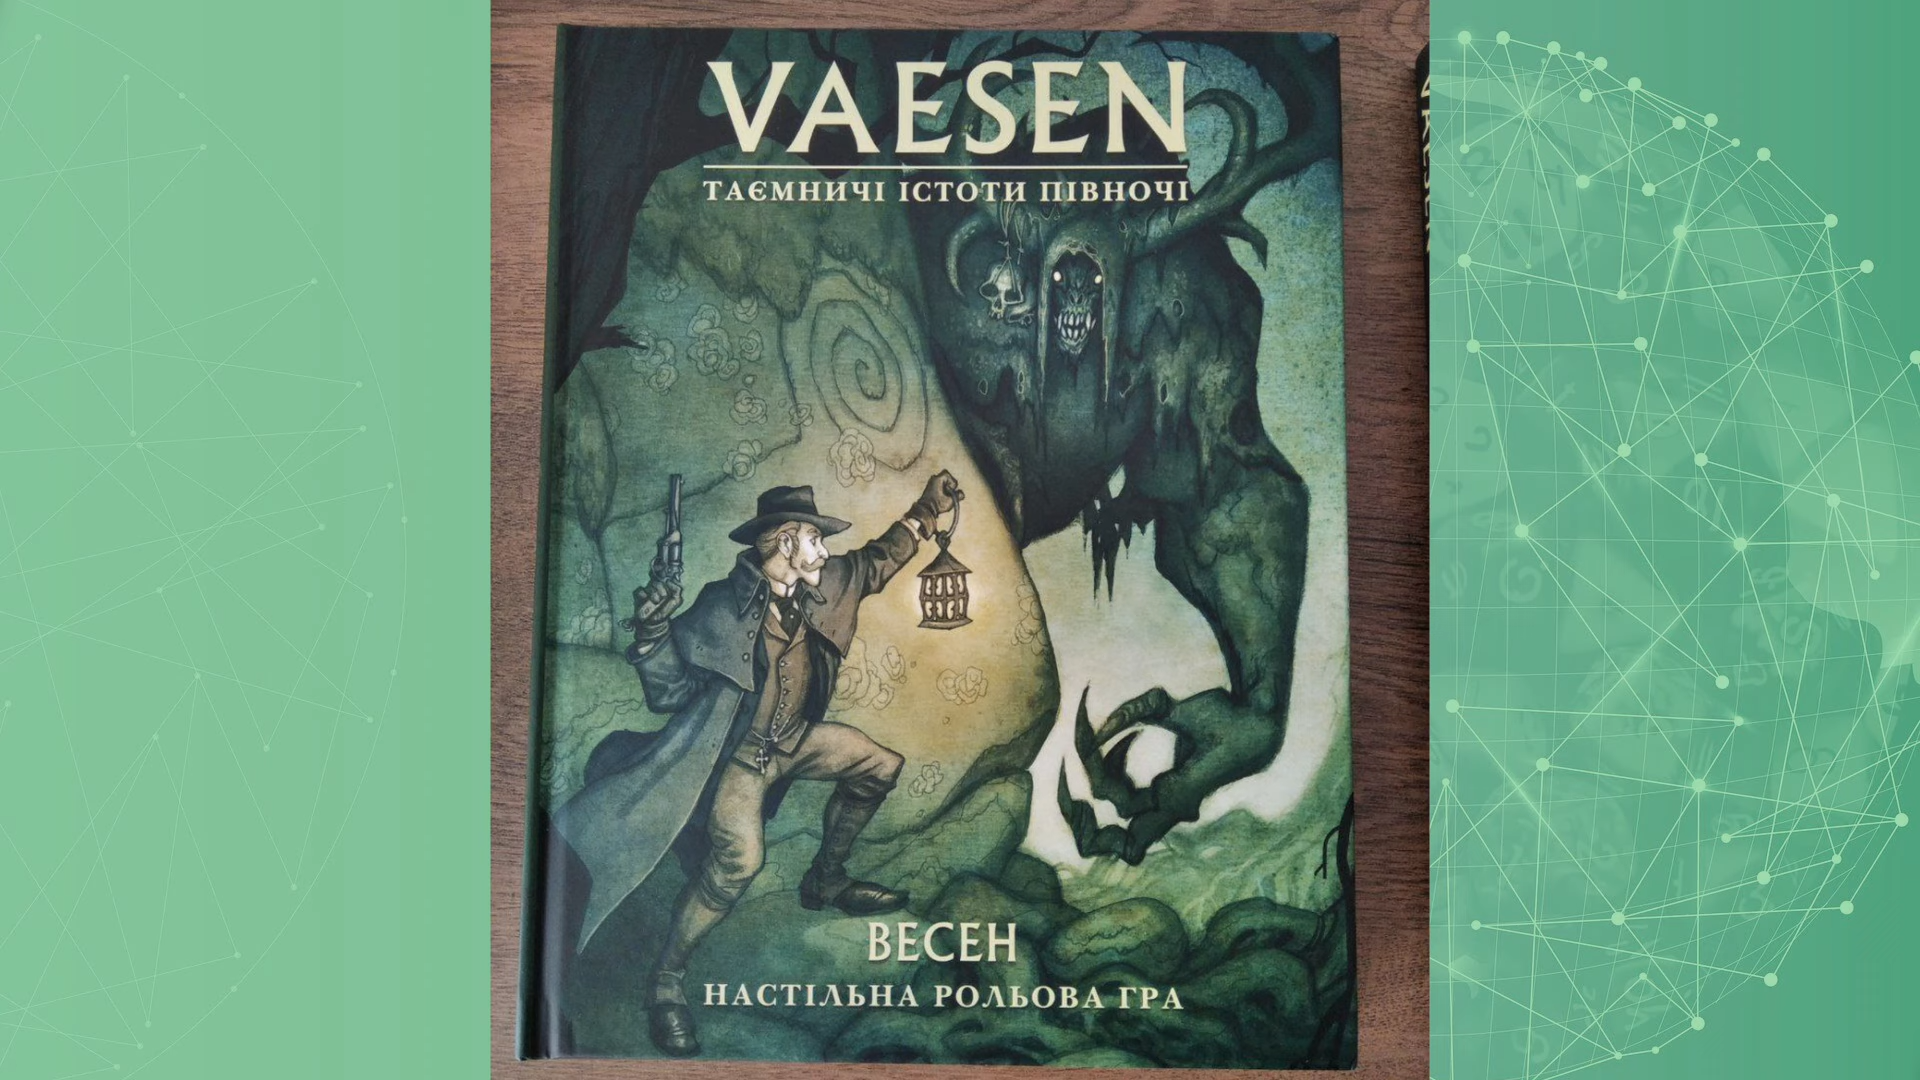 VAESEN
ТАЄМНИЧІ ІСТОТИ ПІВНОЧІ
ВЕСЕН
НАСТІЛЬНА РОЛЬОВА ГРА